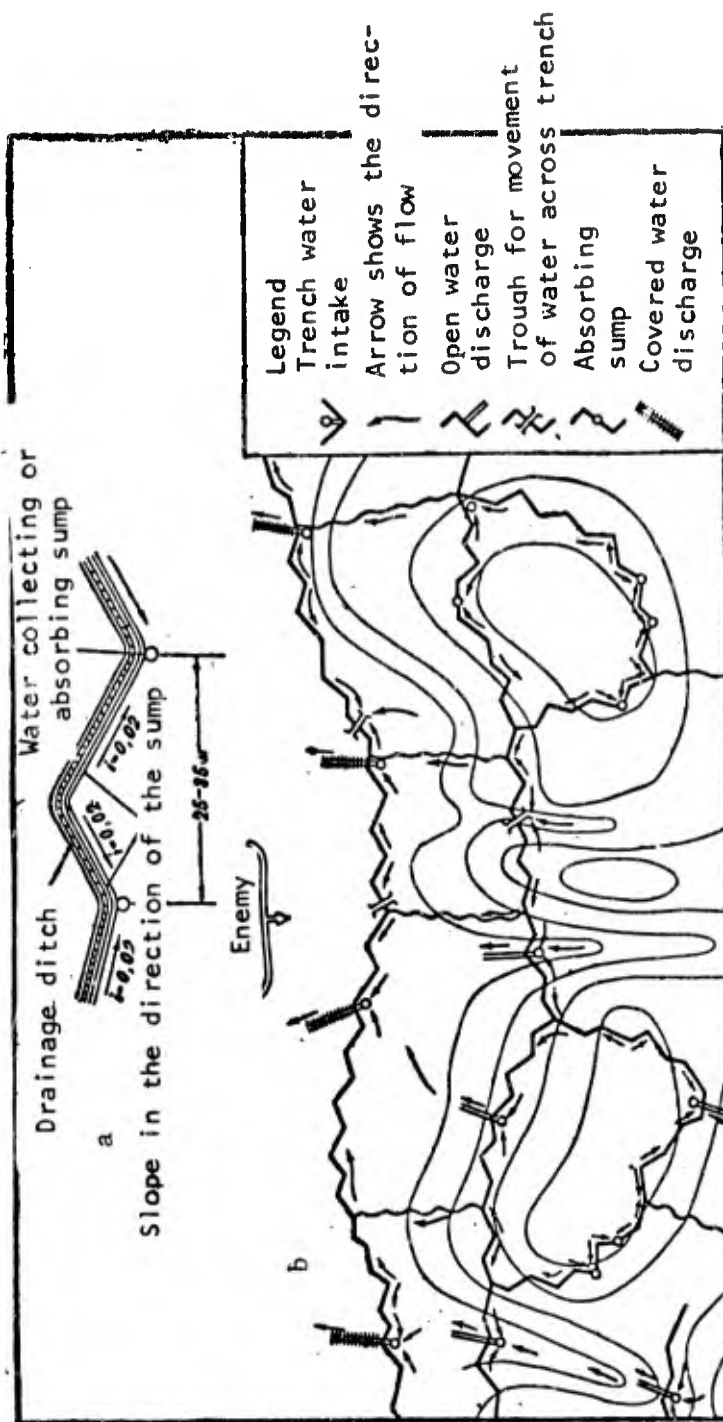 Drainage ditch
Water collecting or
absorbing sump
a
i=0,03
i=0,02
i=0,02
Slope in the direction of the sump
25-35 м
Enemy
b
Legend
Trench water
intake
Arrow shows the direc-
tion of flow
Open water
discharge
Trough for movement
of water across trench
Absorbing
sump
Covered water
discharge